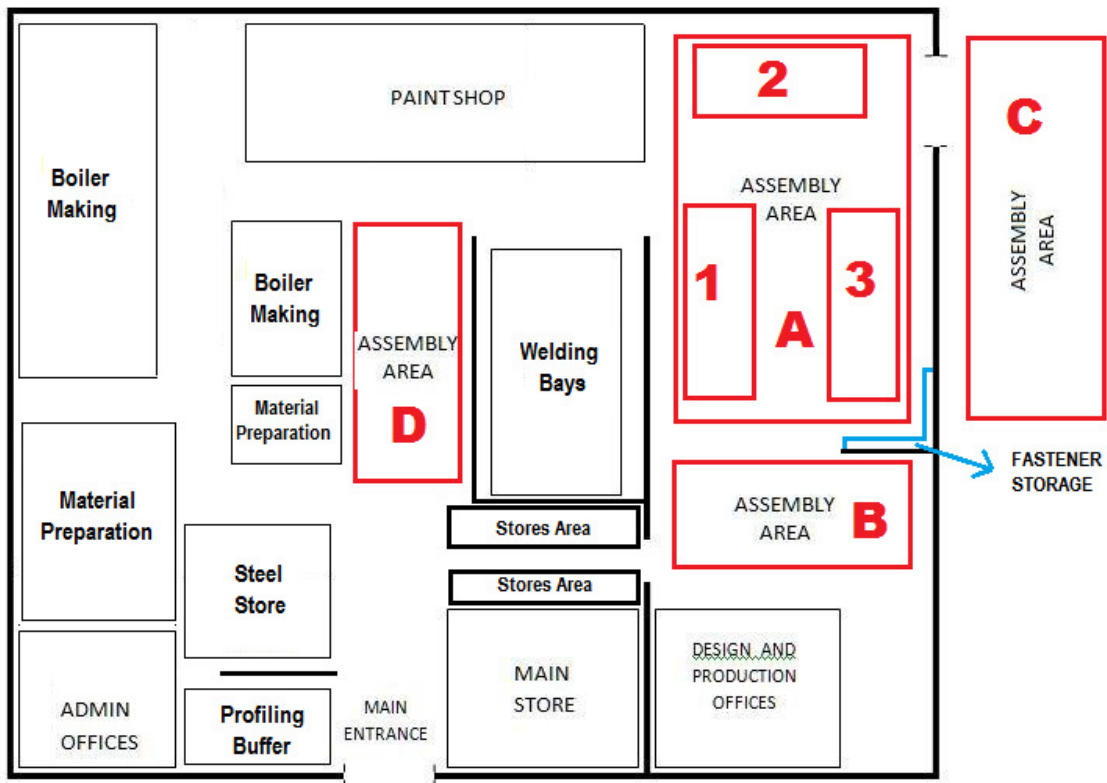 PAINT SHOP
2
C
Boiler
Making
ASSEMBLY
AREA
ASSEMBLY
AREA
Boiler
Making
1
3
A
ASSEMBLY
AREA
D
Welding
Bays
Material
Preparation
FASTENER
STORAGE
Material
Preparation
Stores Area
ASSEMBLY
AREA
B
Steel
Store
Stores Area
ADMIN
OFFICES
Profiling
Buffer
MAIN
ENTRANCE
MAIN
STORE
DESIGN AND
PRODUCTION
OFFICES